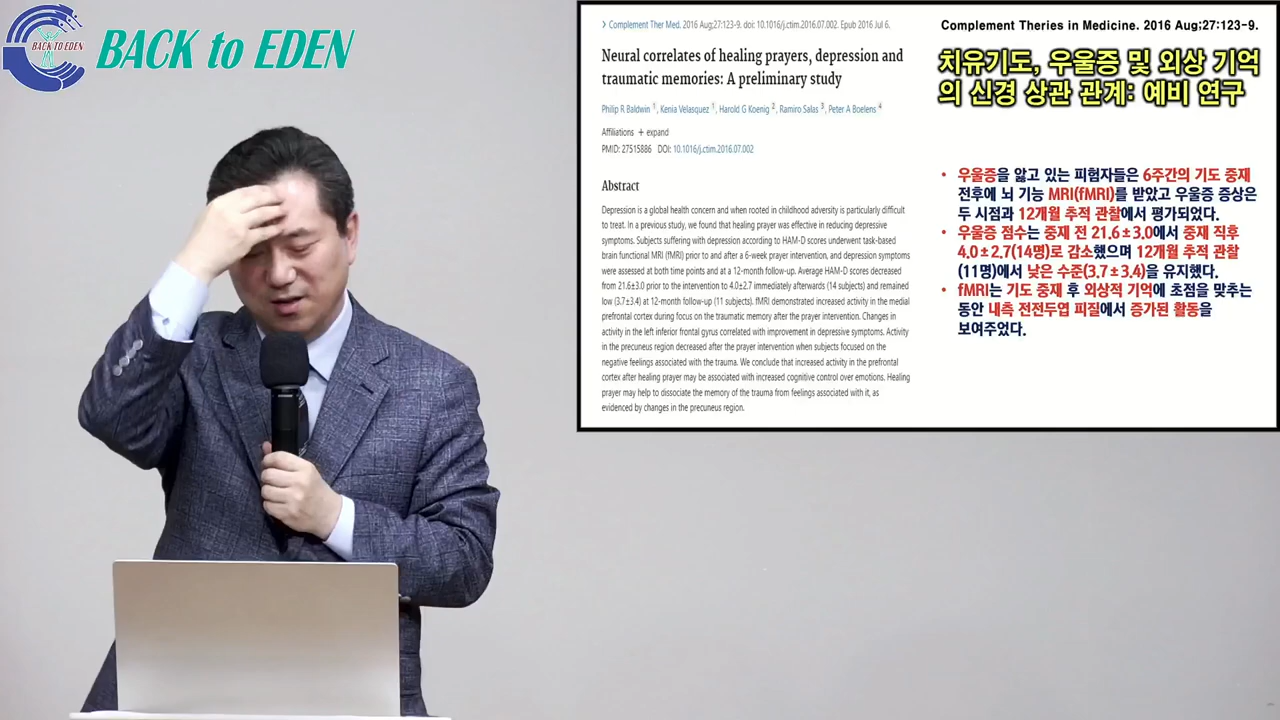 BACK TO EDEN
BACK to EDEN
Complement Ther Med. 2016 Aug;27:123-9. doi: 10.1016/j.ctim.2016.07.002. Epub 2016 Jul 6.
Neural correlates of healing prayers, depression and
traumatic memories: A preliminary study
Philip R Baldwin 1, Kenia Velasquez 1, Harold G Koenig 2, Ramiro Salas 3, Peter A Boelens 4
Affiliations + expand
PMID: 27515886 DOI: 10.1016/j.ctim.2016.07.002
Abstract
Depression is a global health concern and when rooted in childhood adversity is particularly difficult
to treat. In a previous study, we found that healing prayer was effective in reducing depressive
symptoms. Subjects suffering with depression according to HAM-D scores underwent task-based
brain functional MRI (fMRI) prior to and after a 6-week prayer intervention, and depression symptoms
were assessed at both time points and at a 12-month follow-up. Average HAM-D scores decreased
from 21.6±3.0 prior to the intervention to 4.0±2.7 immediately afterwards (14 subjects) and remained
low (3.7±3.4) at 12-month follow-up (11 subjects). fMRI demonstrated increased activity in the medial
prefrontal cortex during focus on the traumatic memory after the prayer intervention. Changes in
activity in the left inferior frontal gyrus correlated with improvement in depressive symptoms. Activity
in the precuneus region decreased after the prayer intervention when subjects focused on the
negative feelings associated with the trauma. We conclude that increased activity in the prefrontal
cortex after healing prayer may be associated with increased cognitive control over emotions. Healing
prayer may help to dissociate the memory of the trauma from feelings associated with it, as
evidenced by changes in the precuneus region.
Complement Theries in Medicine. 2016 Aug;27:123-9.
치유기도, 우울증 및 외상 기억
의 신경 상관 관계: 예비 연구
• 우울증을 앓고 있는 피험자들은 6주간의 기도 중재
전후에 뇌 기능 MRI(fMRI)를 받았고 우울증 증상은
두 시점과 12개월 추적 관찰에서 평가되었다.
• 우울증 점수는 중재 전 21.6±3.0에서 중재 직후
4.0±2.7(14명)로 감소했으며 12개월 추적 관찰
(11명)에서 낮은 수준(3.7±3.4)을 유지했다.
• fMRI는 기도 중재 후 외상적 기억에 초점을 맞추는
동안 내측 전전두엽 피질에서 증가된 활동을
보여주었다.